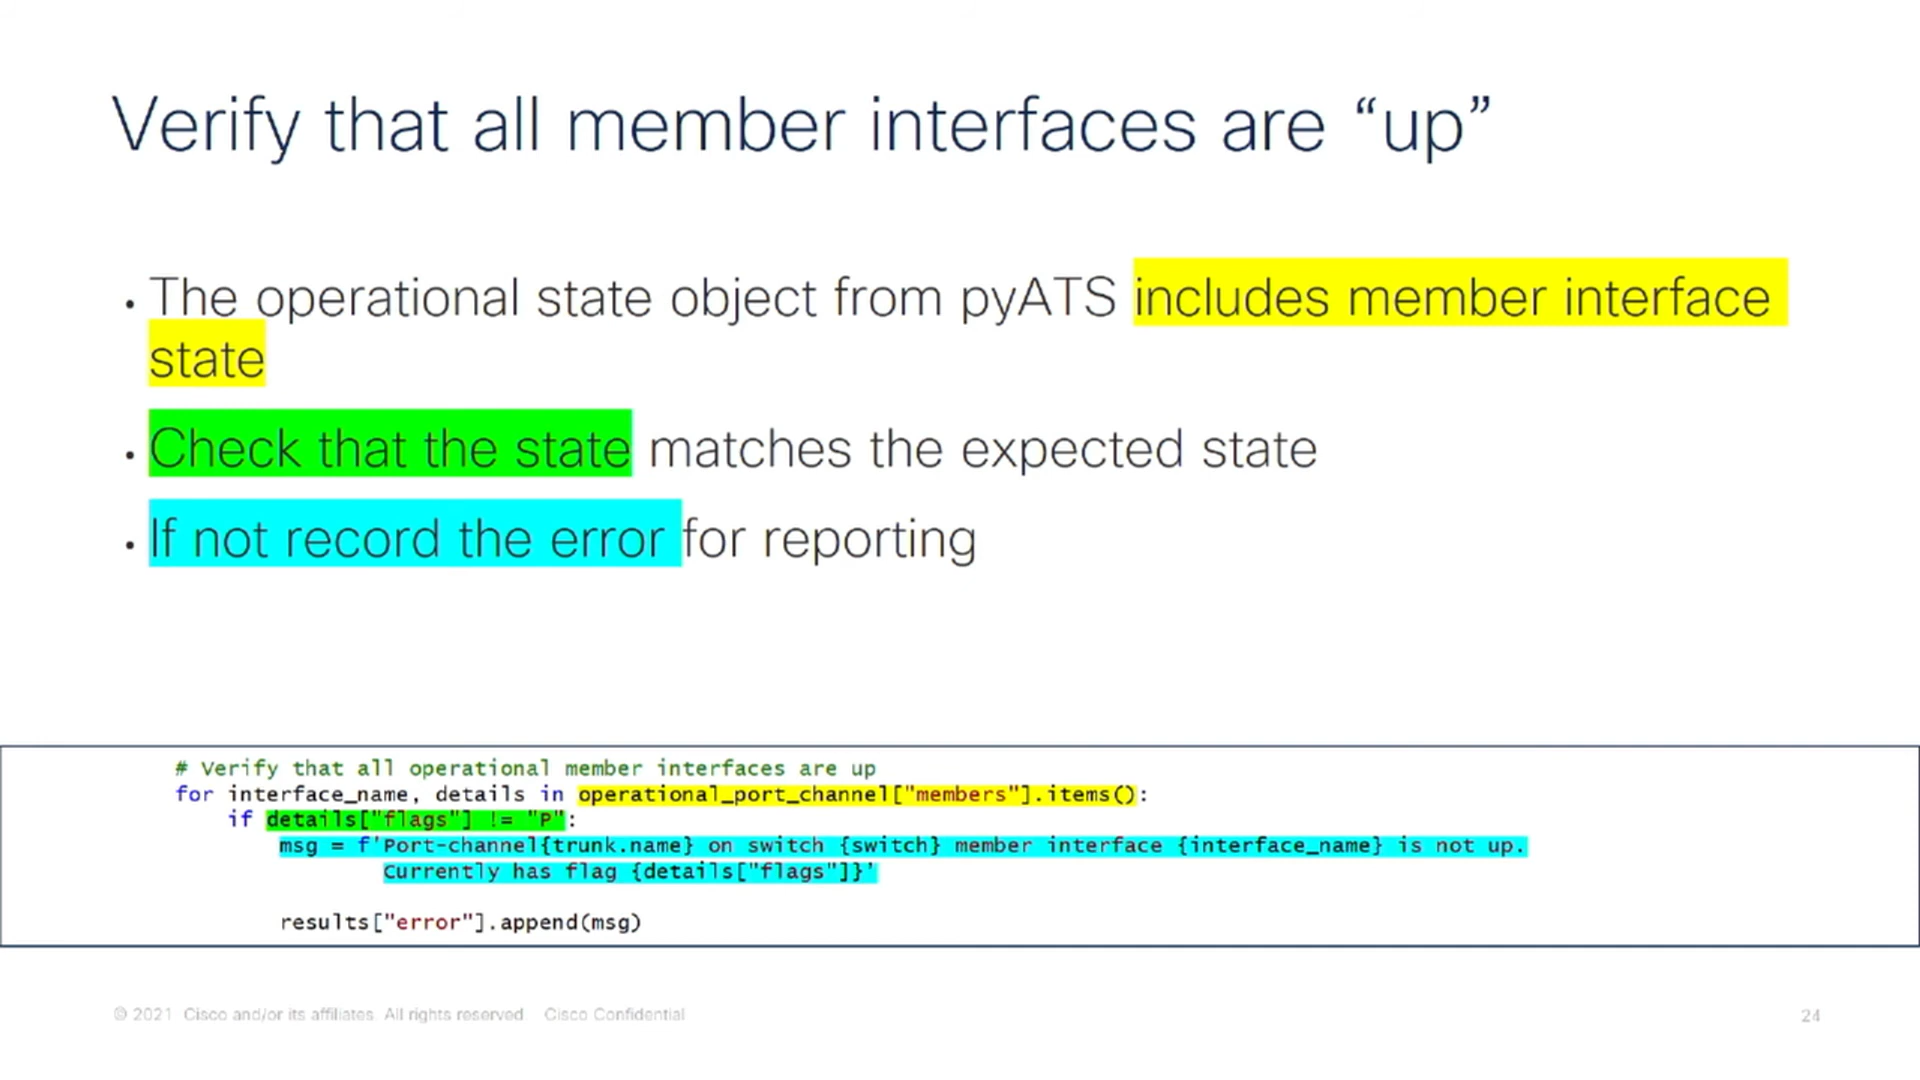 Verify that all member interfaces are “up”
• The operational state object from pyATS includes member interface
state
• Check that the state matches the expected state
• If not record the error for reporting
# Verify that all operational member interfaces are up
for interface_name, details in operational_port_channel["members"].items():
    if details["flags"] != "P":
        msg = f'Port-channel{trunk.name} on switch {switch} member interface {interface_name} is not up.
                Currently has flag {details["flags"]}'
        results["error"].append(msg)
© 2021 Cisco and/or its affiliates. All rights reserved. Cisco Confidential
24